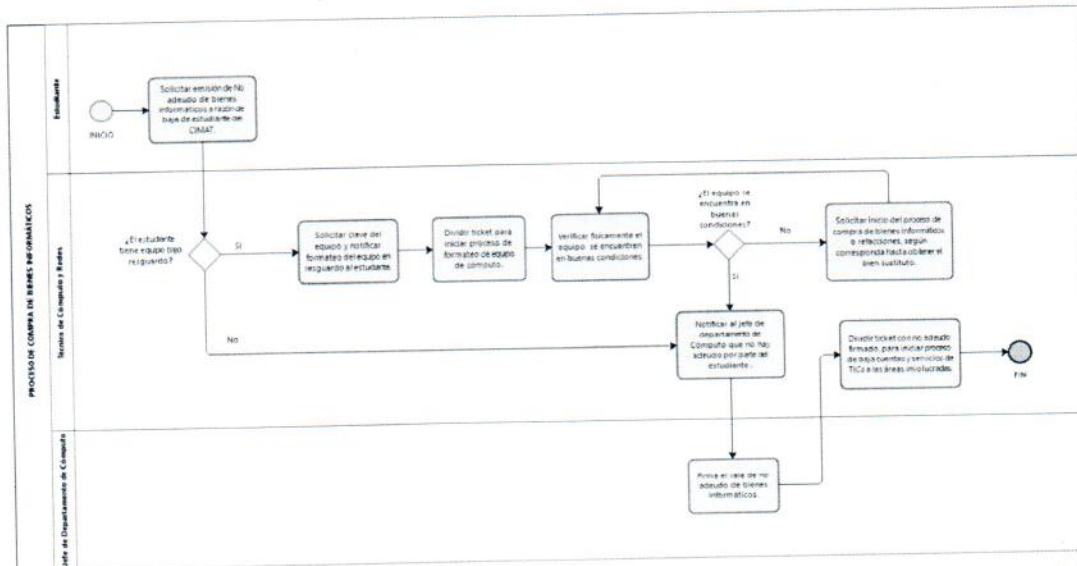 PROCESO DE COMPRA DE BIENES INFORMÁTICOS
Estudiante
INICIO
Solicitar emisión de No
adeudo de bienes
informáticos a razón de
baja de estudiante del
CIMAT.
Tecnico de Cómputo y Redes
¿El estudiante
tiene equipo bajo
resguardo?
Si
Solicitar clave del
equipo y notificar
formateo del equipo en
resguardo al estudiante.
Dividir ticket para
iniciar proceso de
formateo de equipo
de computo.
Verificar físicamente el
equipo se encuentren
en buenas condiciones.
¿El equipo se
encuentra en
buenas
condiciones?
No
Solicitar inicio del proceso de
compra de bienes informáticos
o refacciones, según
corresponda hasta obtener el
bien sustituto.
Si
No
Notificar al jefe de
departamento de
Cómputo que no hay
adeudo por parte del
estudiante.
Dividir ticket con no adeudo
firmado, para iniciar proceso
de baja cuentas y servicios de
TICs a las áreas involucradas.
FIN
Jefe de Departamento de Cómputo
Firma el vale de no
adeudo de bienes
informáticos.